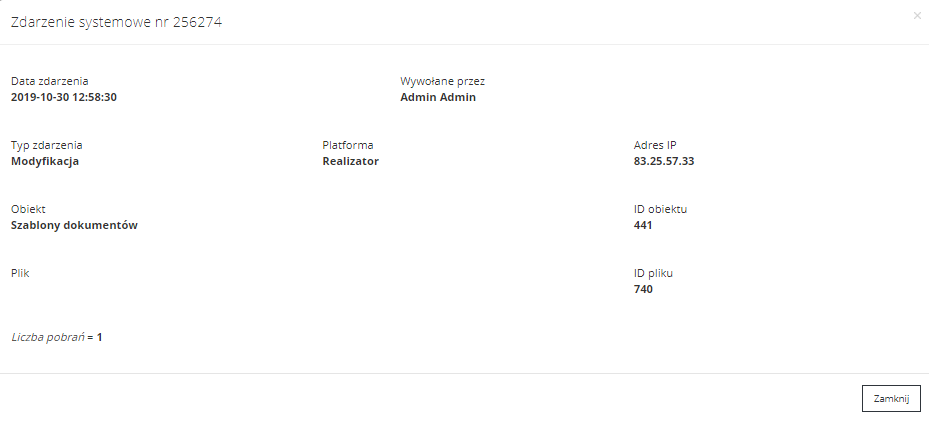 Zdarzenie systemowe nr 256274
×
Data zdarzenia Wywołane przez
2019-10-30 12:58:30 Admin Admin
Typ zdarzenia Platforma Adres IP
Modyfikacja Realizator 83.25.57.33
Obiekt ID obiektu
Szablony dokumentów 441
Plik ID pliku
740
Liczba pobrań = 1
Zamknij